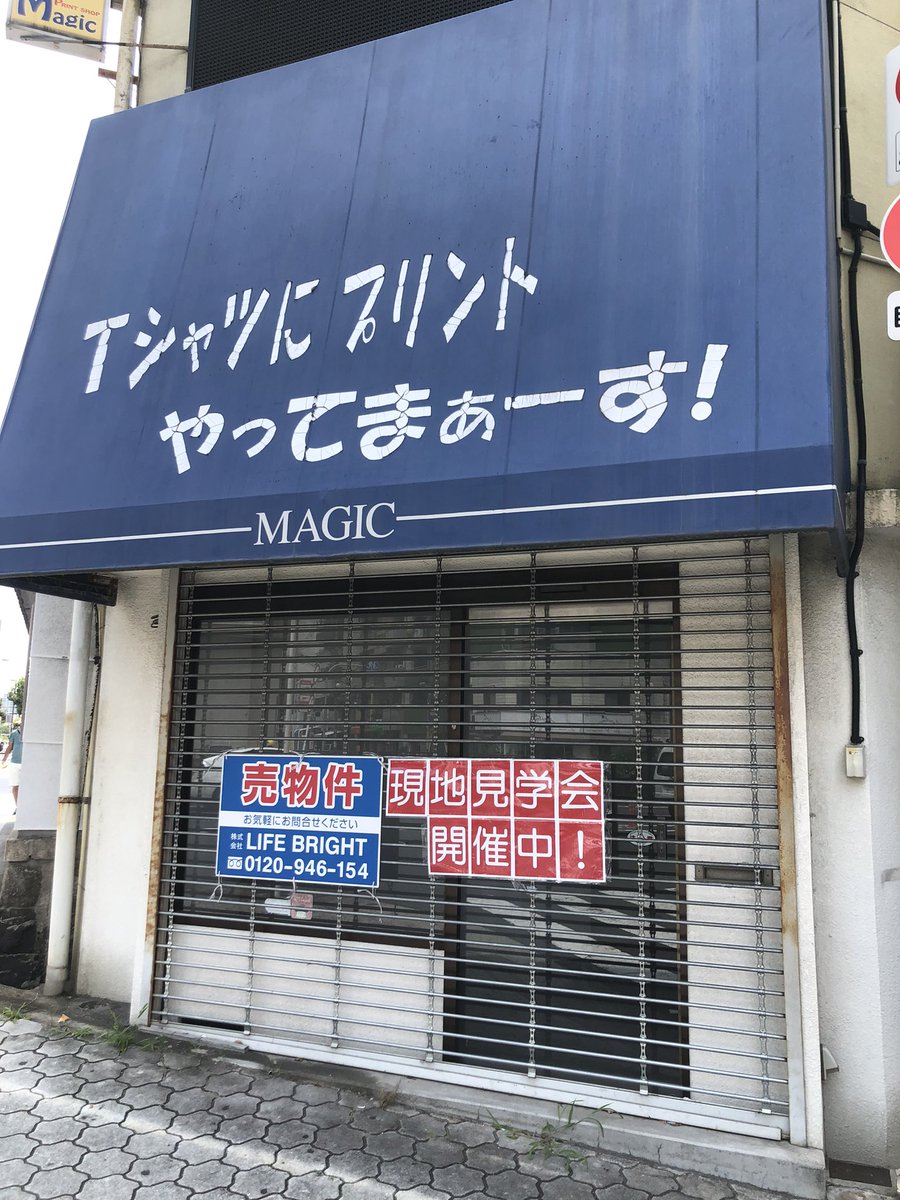 PRINT SHOP
Magic
Tシャツに プリント
やってまぁーす!
MAGIC
売物件
お気軽にお問合せください
株式会社 LIFE BRIGHT
0120-946-154
現地見学会
開催中!